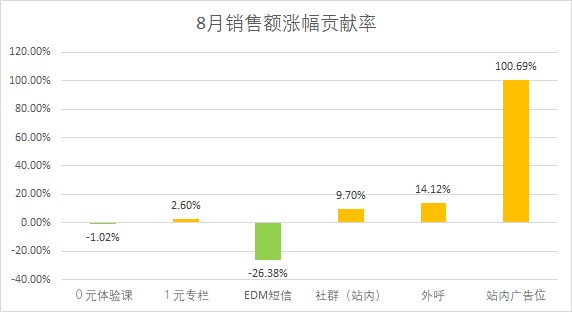 8月销售额涨幅贡献率
120.00%
100.00%
80.00%
60.00%
40.00%
20.00%
0.00%
-20.00%
-40.00%
-1.02%
2.60%
-26.38%
9.70%
14.12%
100.69%
0元体验课
1元专栏
EDM短信
社群（站内）
外呼
站内广告位